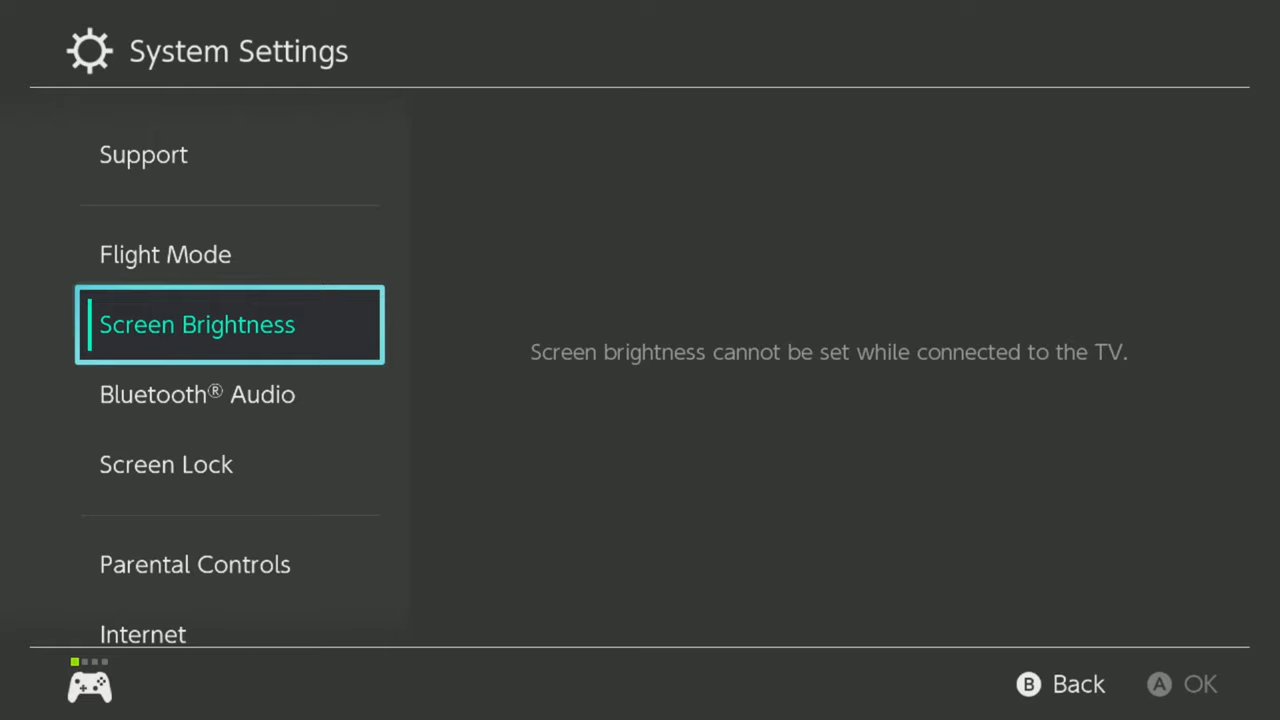 System Settings
Support
Flight Mode
Screen Brightness
Bluetooth® Audio
Screen Lock
Parental Controls
Internet
Screen brightness cannot be set while connected to the TV.
B Back
A OK